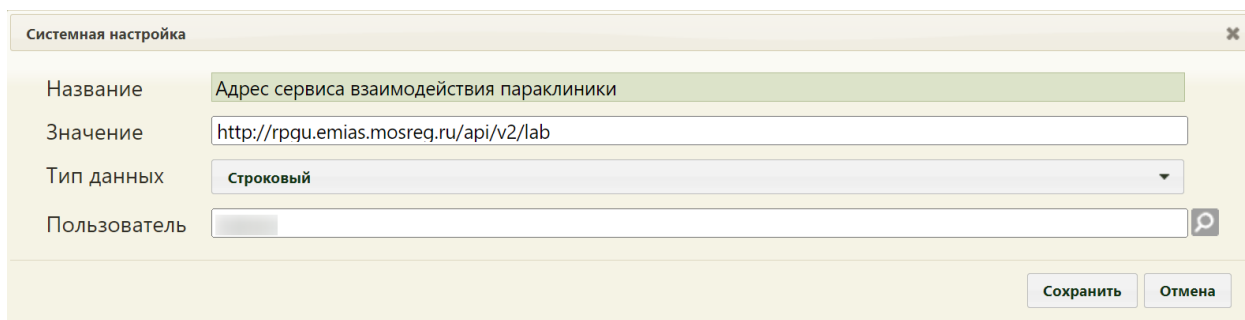 Системная настройка
Название Адрес сервиса взаимодействия параклиники
Значение http://rpgu.emias.mosreg.ru/api/v2/lab
Тип данных Строковый
Пользователь
Сохранить Отмена